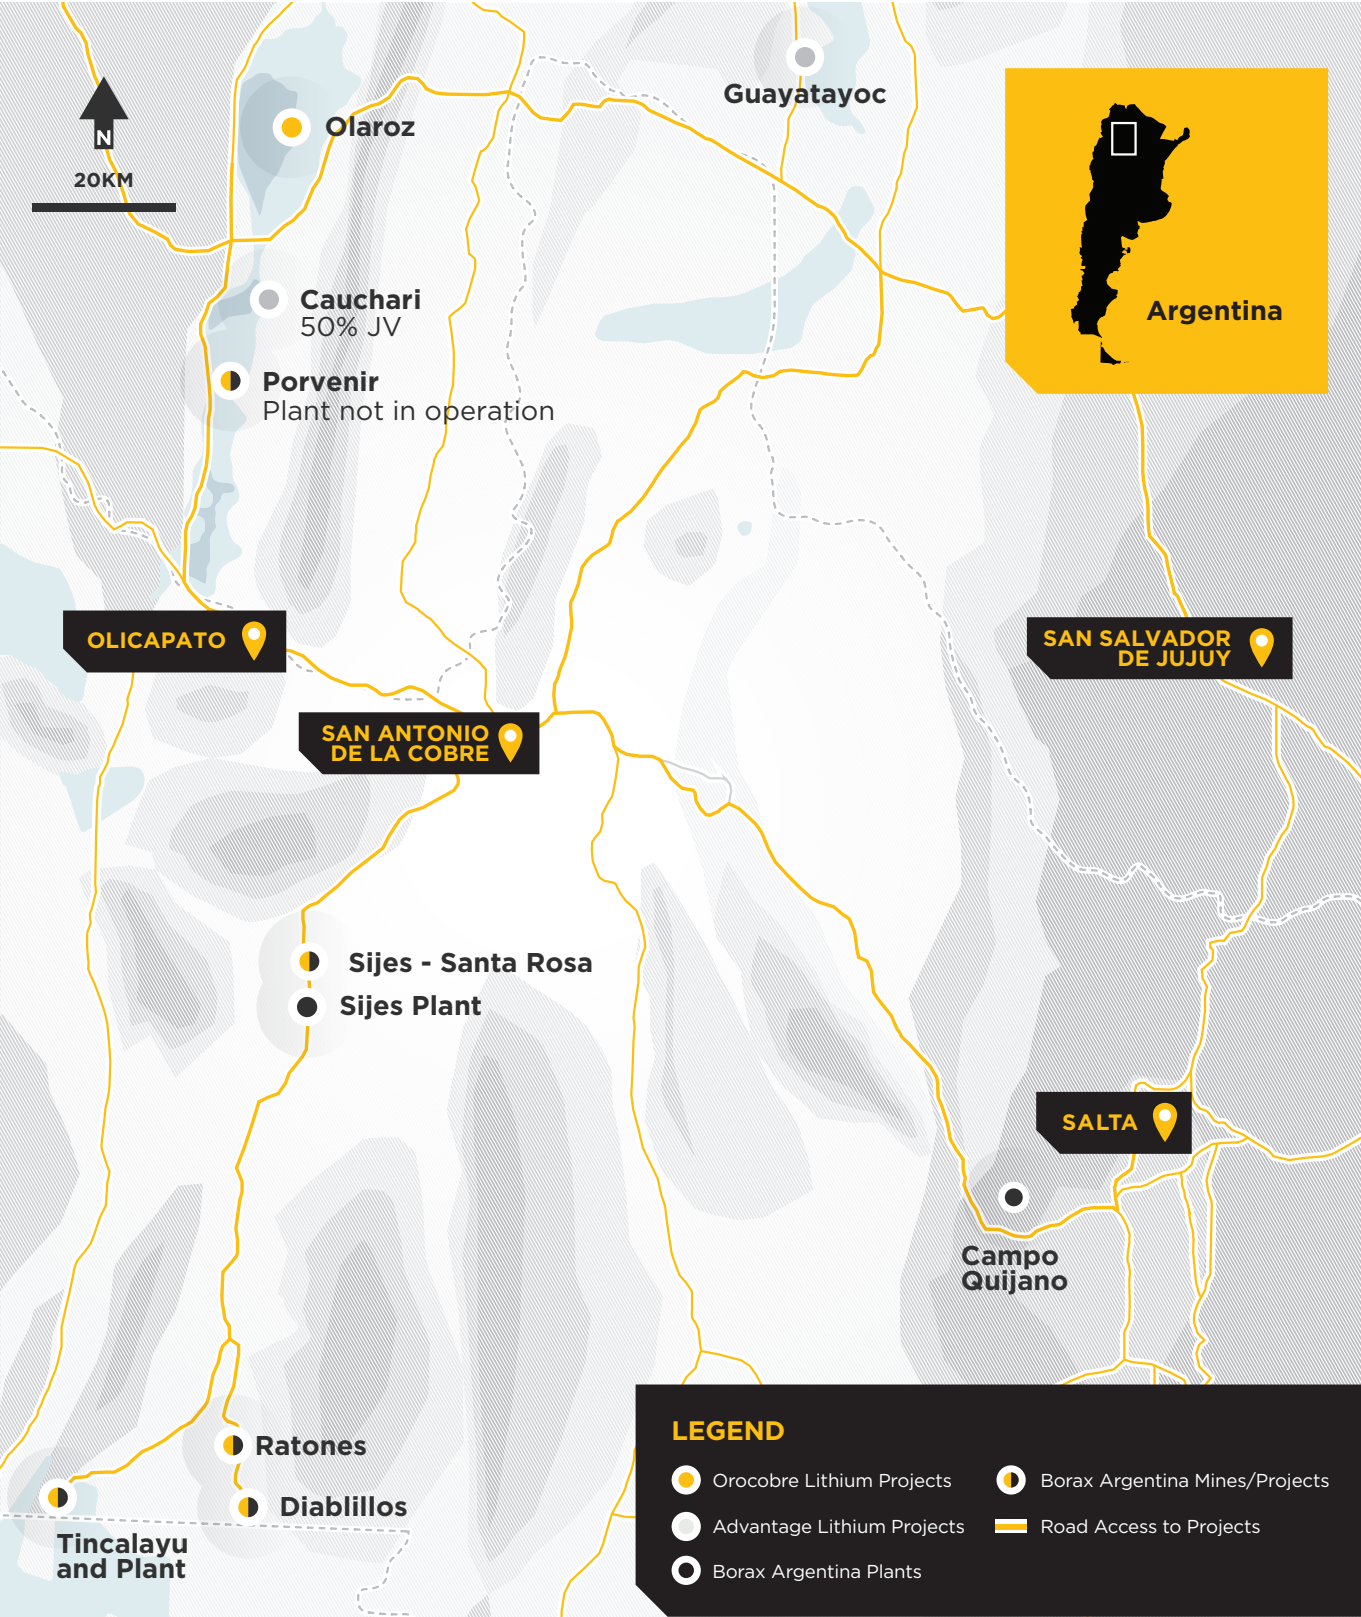 Guayatayoc
Olaroz
N
20KM
Argentina
Cauchari
50% JV
Porvenir
Plant not in operation
OLICAPATO
SAN SALVADOR
DE JUJUY
SAN ANTONIO
DE LA COBRE
Sijes - Santa Rosa
Sijes Plant
SALTA
Campo
Quijano
Ratones
Diablillos
Tincalayu
and Plant
LEGEND
Orocobre Lithium Projects
Advantage Lithium Projects
Borax Argentina Plants
Borax Argentina Mines/Projects
Road Access to Projects